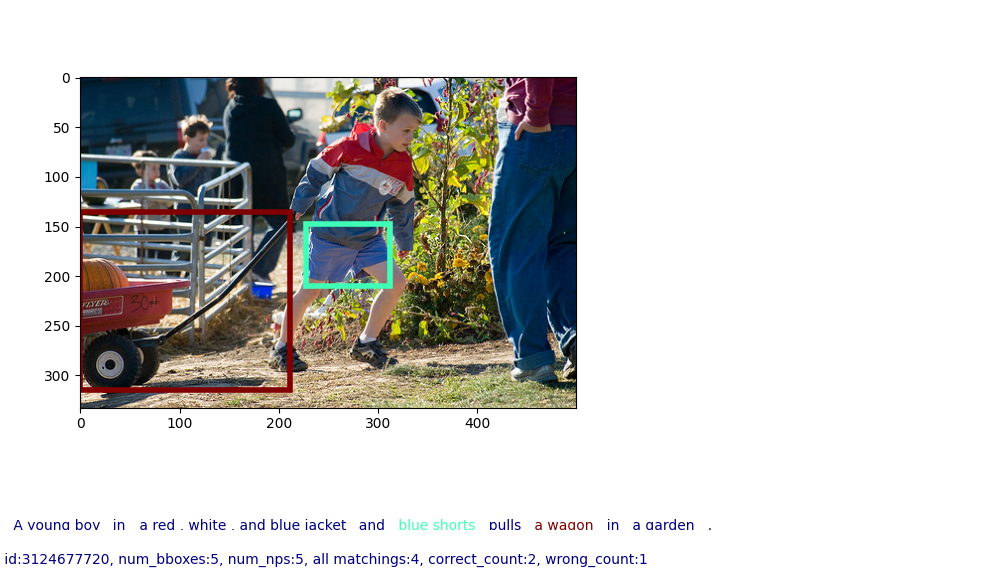 0
50
100
150
200
250
300
0 100 200 300 400
FLYER
30++
A young boy in a red , white , and blue jacket and blue shorts pulls a wagon in a garden .
id:3124677720, num_bboxes:5, num_nps:5, all matchings:4, correct_count:2, wrong_count:1